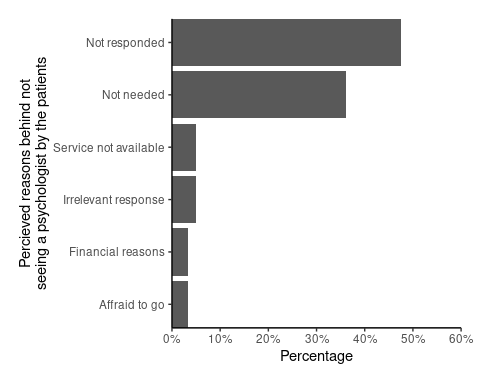 Percieved reasons behind not
seeing a psychologist by the patients
Not responded
Not needed
Service not available
Irrelevant response
Financial reasons
Affraid to go
0% 10% 20% 30% 40% 50% 60%
Percentage